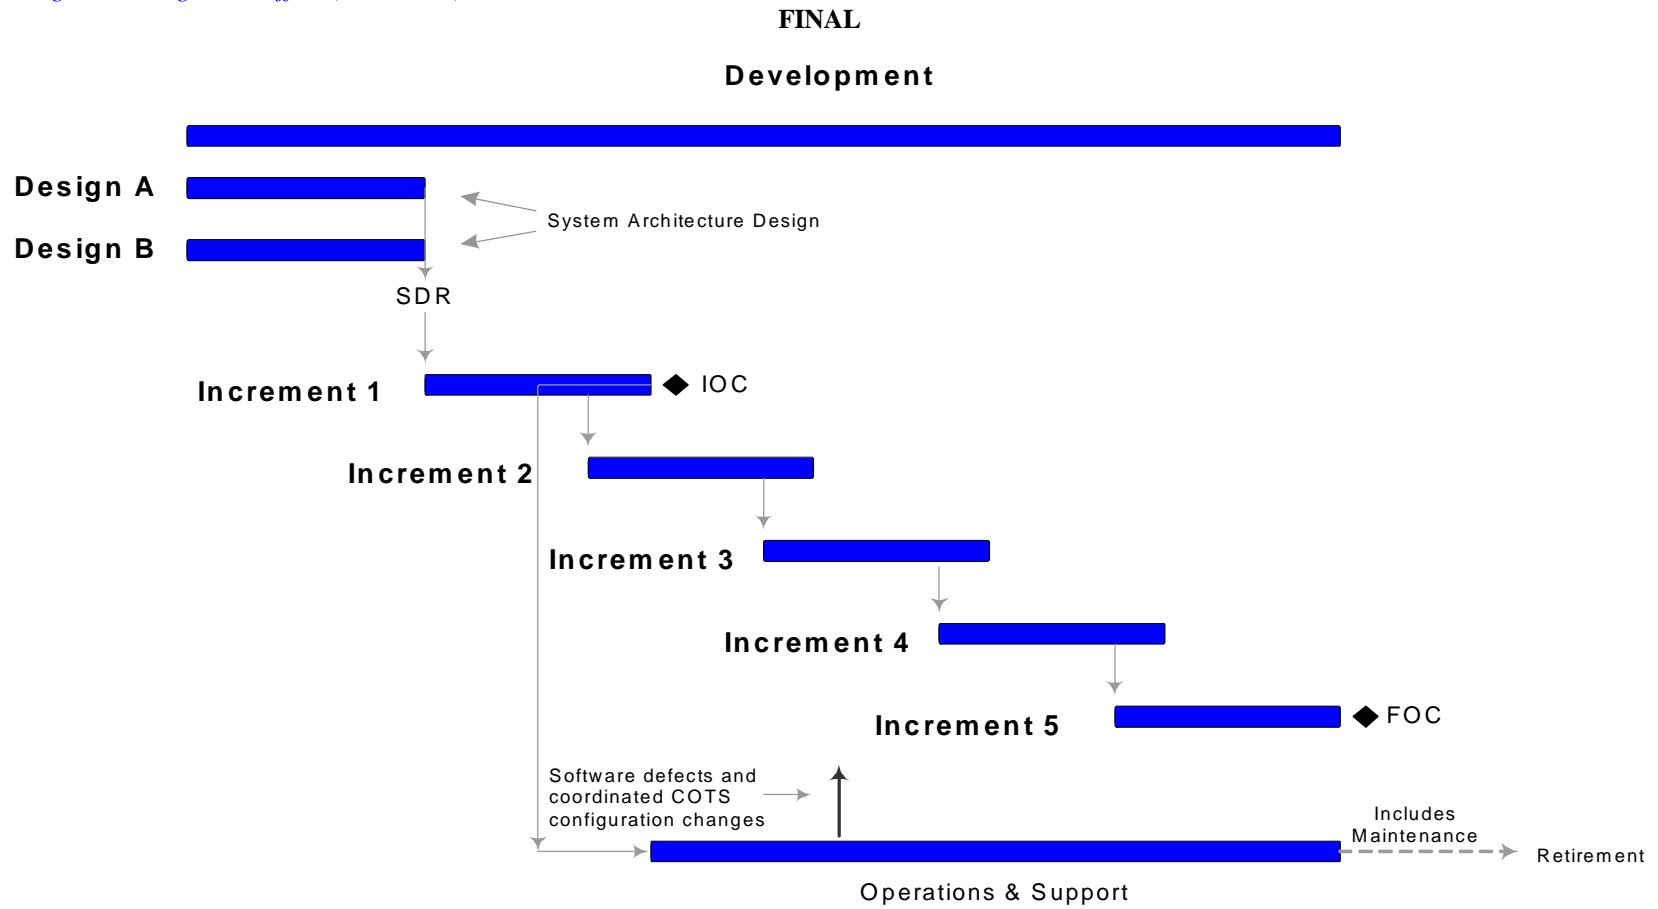 FINAL
Development
Design A
System Architecture Design
Design B
SDR
Increment 1
IOC
Increment 2
Increment 3
Increment 4
Increment 5
FOC
Software defects and
coordinated COTS
configuration changes
Includes
Maintenance
Retirement
Operations & Support